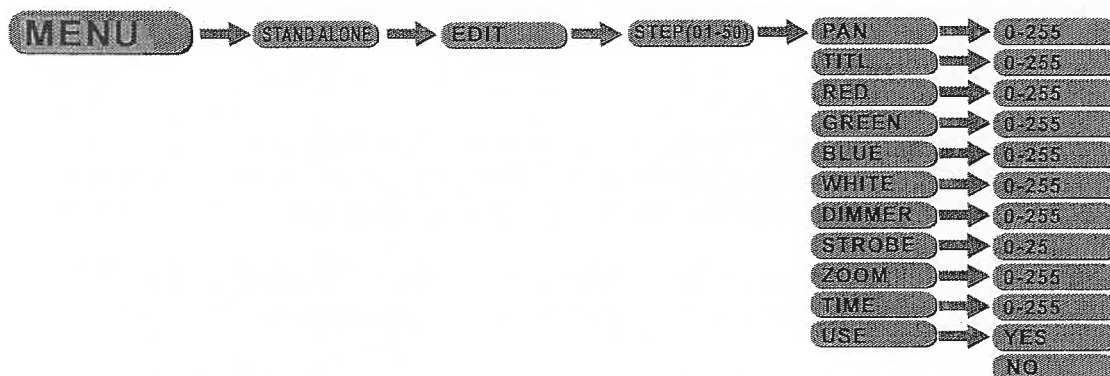 MENU STAND ALONE EDIT STEP(01-50) PAN 0-255
TITL 0-255
RED 0-255
GREEN 0-255
BLUE 0-255
WHITE 0-255
DIMMER 0-255
STROBE 0-25
ZOOM 0-255
TIME 0-255
USE YES
NO